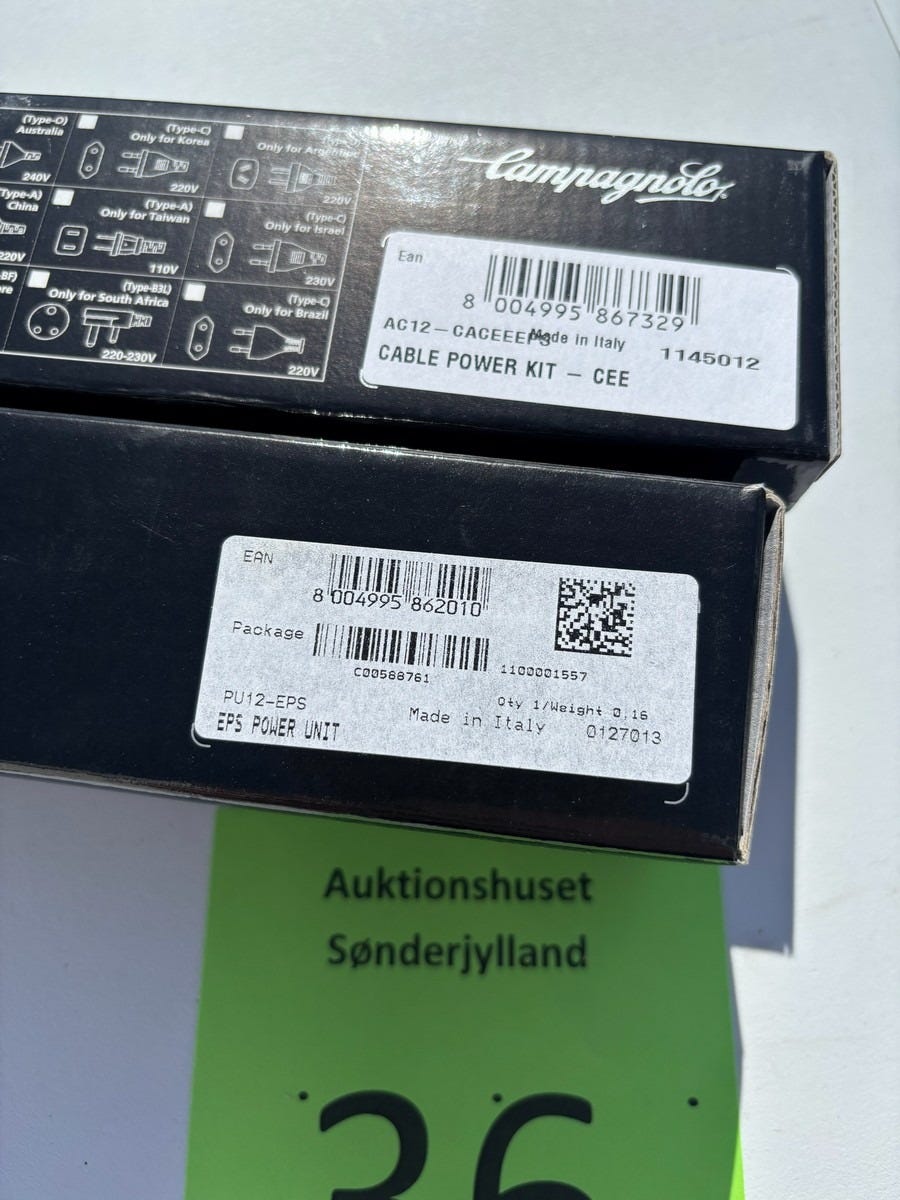 (Type-O)
Australia
240V
(Type-C)
Only for Korea
220V
Only for Argentina
220V
(Type-A)
China
220V
(Type-A)
Only for Taiwan
110V
(Type-C)
Only for Israel
230V
(Type-B3L)
Only for South Africa
220-230V
(Type-C)
Only for Brazil
220V
Campagnolo
Ean
8 004995 867329
AC12-CACEEEPS
Made in Italy
1145012
CABLE POWER KIT - CEE
EAN
8 004995 862010
Package
C00588761
1100001557
PU12-EPS
Qty 1/Weight 0,16
EPS POWER UNIT
Made in Italy
0127013
Auktionshuset
Sønderjylland
36